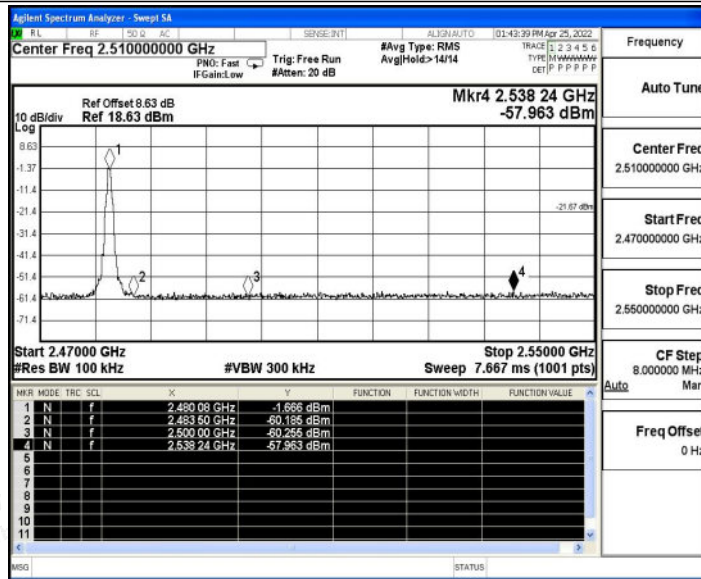 Agilent Spectrum Analyzer - Swept SA
RL RF 50 Ω AC SENSE:INT ALIGN AUTO 01:43:39 PM Apr 25, 2022
Center Freq 2.510000000 GHz #Avg Type: RMS TRACE 1 2 3 4 5 6
PNO: Fast Trig: Free Run Avg|Hold:>14/14 TYPE MWWWWW
IFGain:Low #Atten: 20 dB DET P P P P P P
Ref Offset 8.63 dB Mkr4 2.538 24 GHz
10 dB/div Ref 18.63 dBm -57.963 dBm
Log
8.63
1
-1.37
-11.4
-21.4 -21.67 dBm
-31.4
-41.4
-51.4
2 3 4
-61.4
-71.4
Start 2.47000 GHz Stop 2.55000 GHz
#Res BW 100 kHz #VBW 300 kHz Sweep 7.667 ms (1001 pts)
MKR MODE TRC SCL X Y FUNCTION FUNCTION WIDTH FUNCTION VALUE
1 N f 2.480 08 GHz -1.666 dBm
2 N f 2.483 50 GHz -60.185 dBm
3 N f 2.500 00 GHz -60.255 dBm
4 N f 2.538 24 GHz -57.963 dBm
5
6
7
8
9
10
11
MSG STATUS
Frequency
Auto Tune
Center Freq
2.510000000 GHz
Start Freq
2.470000000 GHz
Stop Freq
2.550000000 GHz
CF Step
8.000000 MHz
Auto Man
Freq Offset
0 Hz